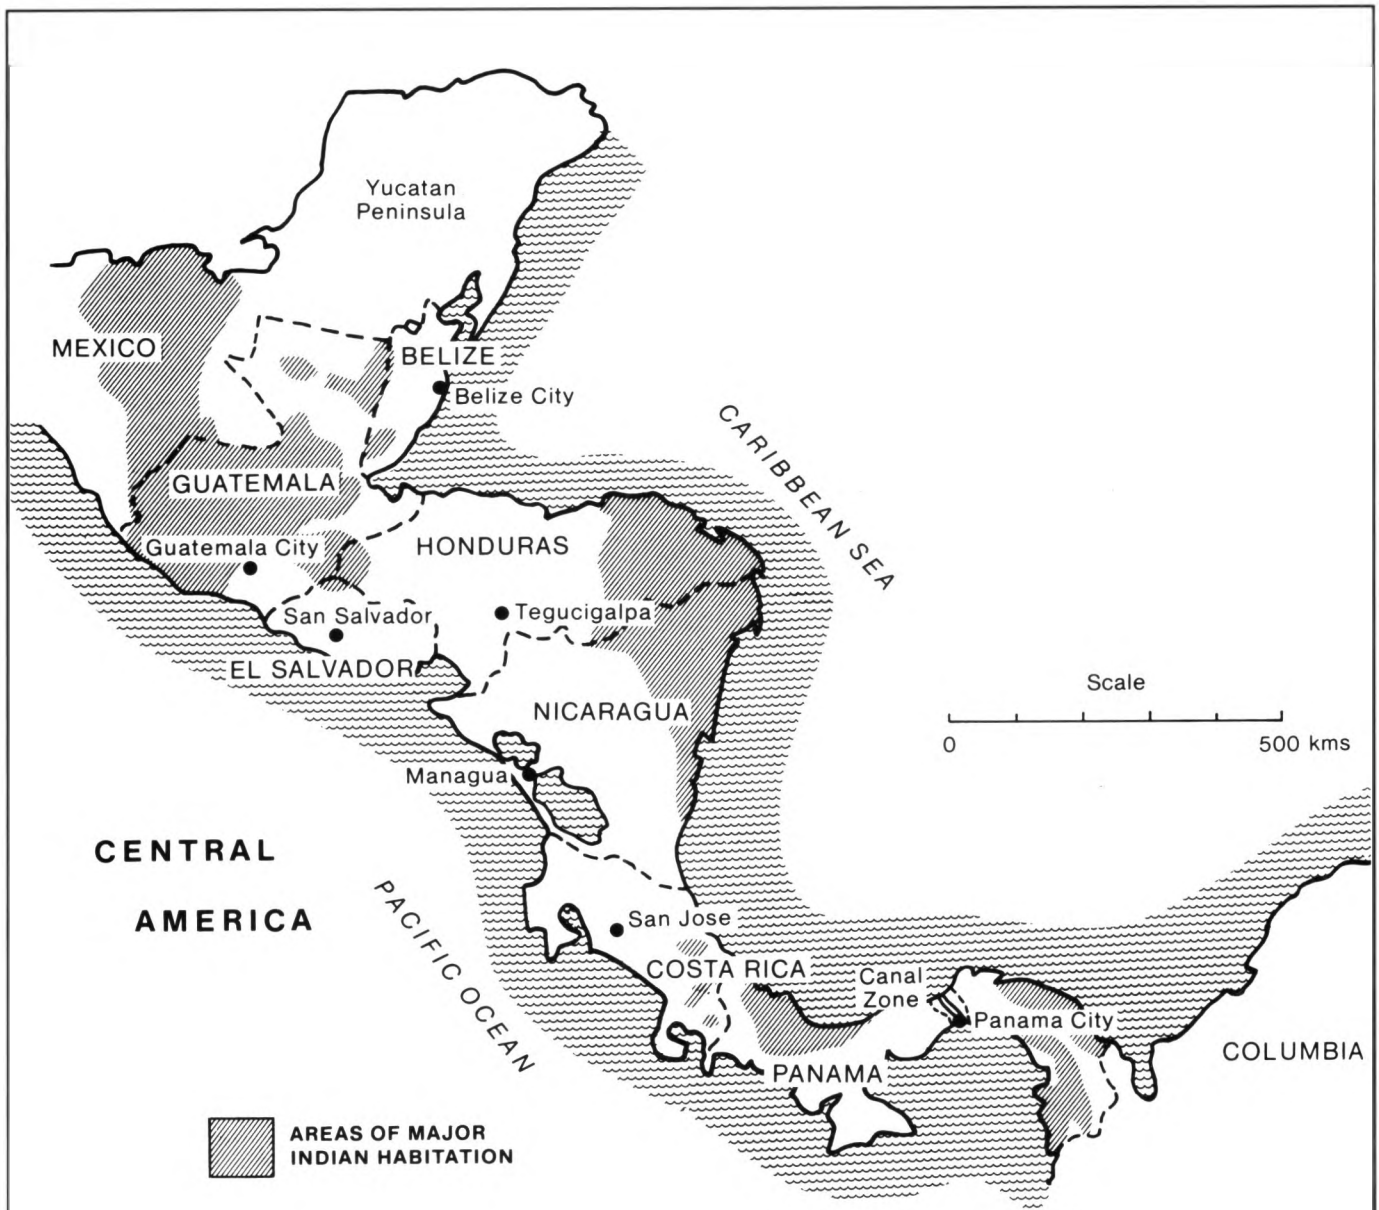 Yucatan
Peninsula
MEXICO
BELIZE
Belize City
CARIBBEAN SEA
GUATEMALA
Guatemala City
HONDURAS
San Salvador
Tegucigalpa
EL SALVADOR
Scale
NICARAGUA
0
500 kms
Managua
CENTRAL
AMERICA
PACIFIC OCEAN
San Jose
COSTA RICA
Canal
Zone
Panama City
COLUMBIA
PANAMA
AREAS OF MAJOR
INDIAN HABITATION